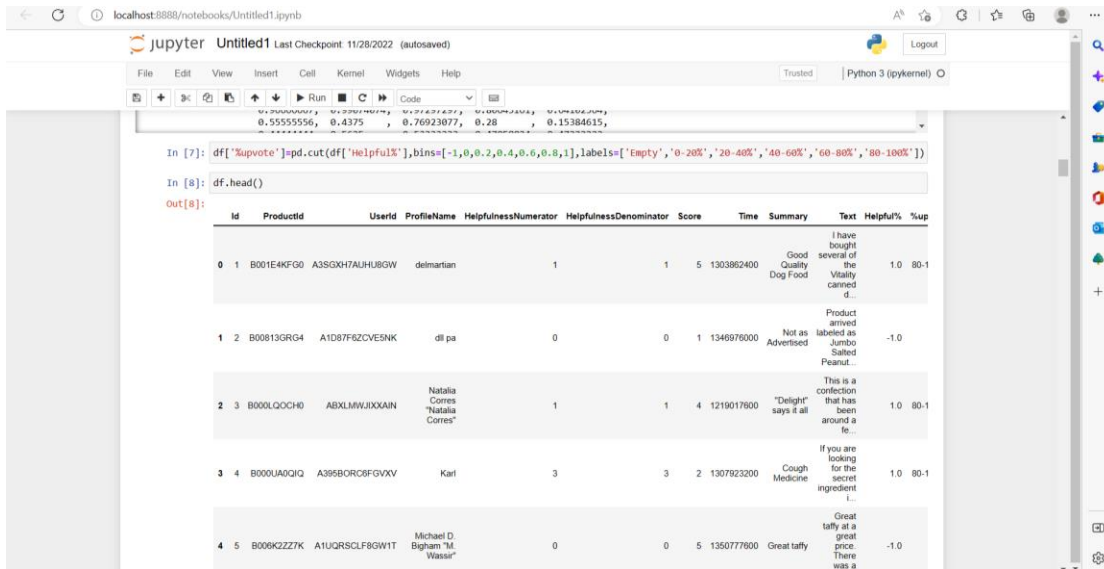 localhost:8888/notebooks/Untitled1.ipynb
jupyter Untitled1 Last Checkpoint: 11/28/2022 (autosaved)
Logout
File Edit View Insert Cell Kernel Widgets Help
Trusted Python 3 (ipykernel)
Run Code
0.55555556, 0.4375 , 0.76923077, 0.28 , 0.15384615,
In [7]: df['%upvote']=pd.cut(df['Helpful%'],bins=[-1,0,0.2,0.4,0.6,0.8,1],labels=['Empty','0-20%','20-40%','40-60%','60-80%','80-100%'])
In [8]: df.head()
Out[8]:
Id ProductId UserId ProfileName HelpfulnessNumerator HelpfulnessDenominator Score Time Summary Text Helpful% %up
0 1 B001E4KFG0 A3SGXH7AUHU8GW delmartian 1 1 5 1303862400 Good Quality Dog Food I have bought several of the Vitality canned d... 1.0 80-1
1 2 B00813GRG4 A1D87F6ZCVE5NK dll pa 0 0 1 1346976000 Not as Advertised Product arrived labeled as Jumbo Salted Peanut... -1.0
2 3 B000LQOCH0 ABXLMWJIXXAIN Natalia Corres "Natalia Corres" 1 1 4 1219017600 "Delight" says it all This is a confection that has been around a fe... 1.0 80-1
3 4 B000UA0QIQ A395BORC6FGVXV Karl 3 3 2 1307923200 Cough Medicine If you are looking for the secret ingredient i... 1.0 80-1
4 5 B006K2ZZ7K A1UQRSCLF8GW1T Michael D. Bigham "M. Wassir" 0 0 5 1350777600 Great taffy Great taffy at a great price. There was a -1.0